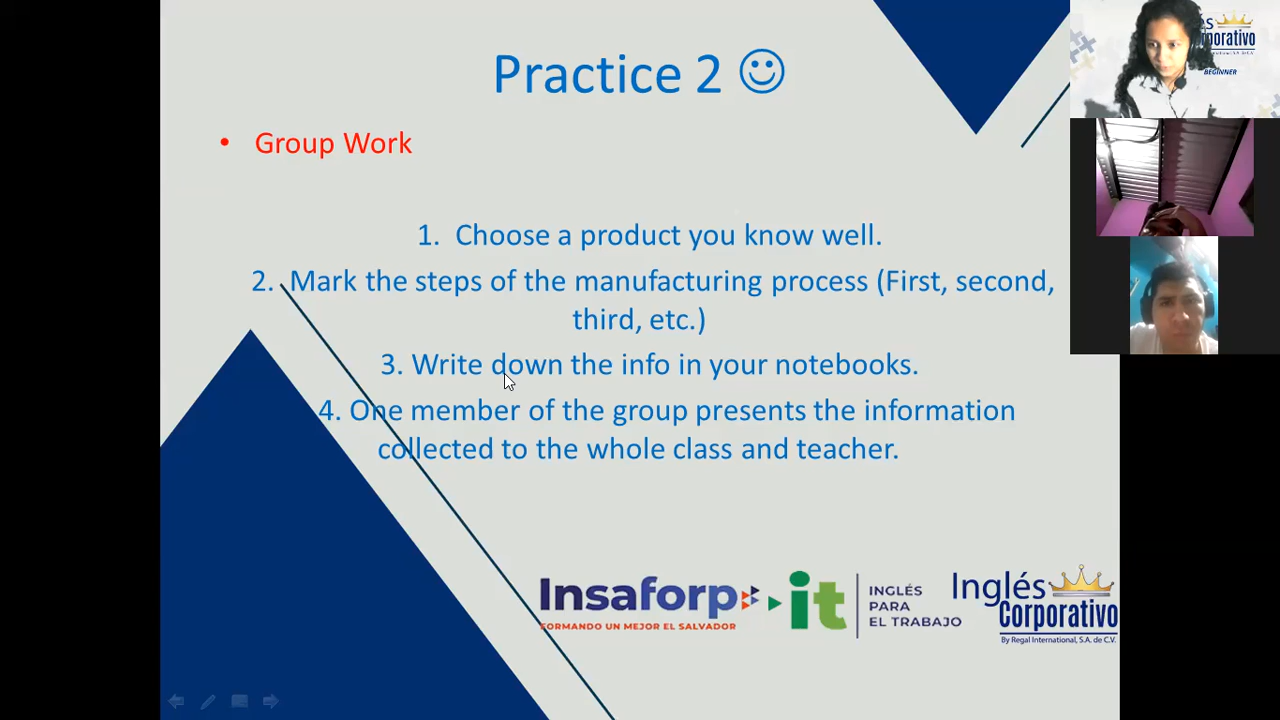 Practice 2 ☺
• Group Work
1. Choose a product you know well.
2. Mark the steps of the manufacturing process (First, second,
third, etc.)
3. Write down the info in your notebooks.
4. One member of the group presents the information
collected to the whole class and teacher.
Insaforp
FORMANDO UN MEJOR EL SALVADOR
it
INGLÉS
PARA
EL TRABAJO
Inglés
Corporativo
By Regal International, S.A. de C.V.
BEGINNER